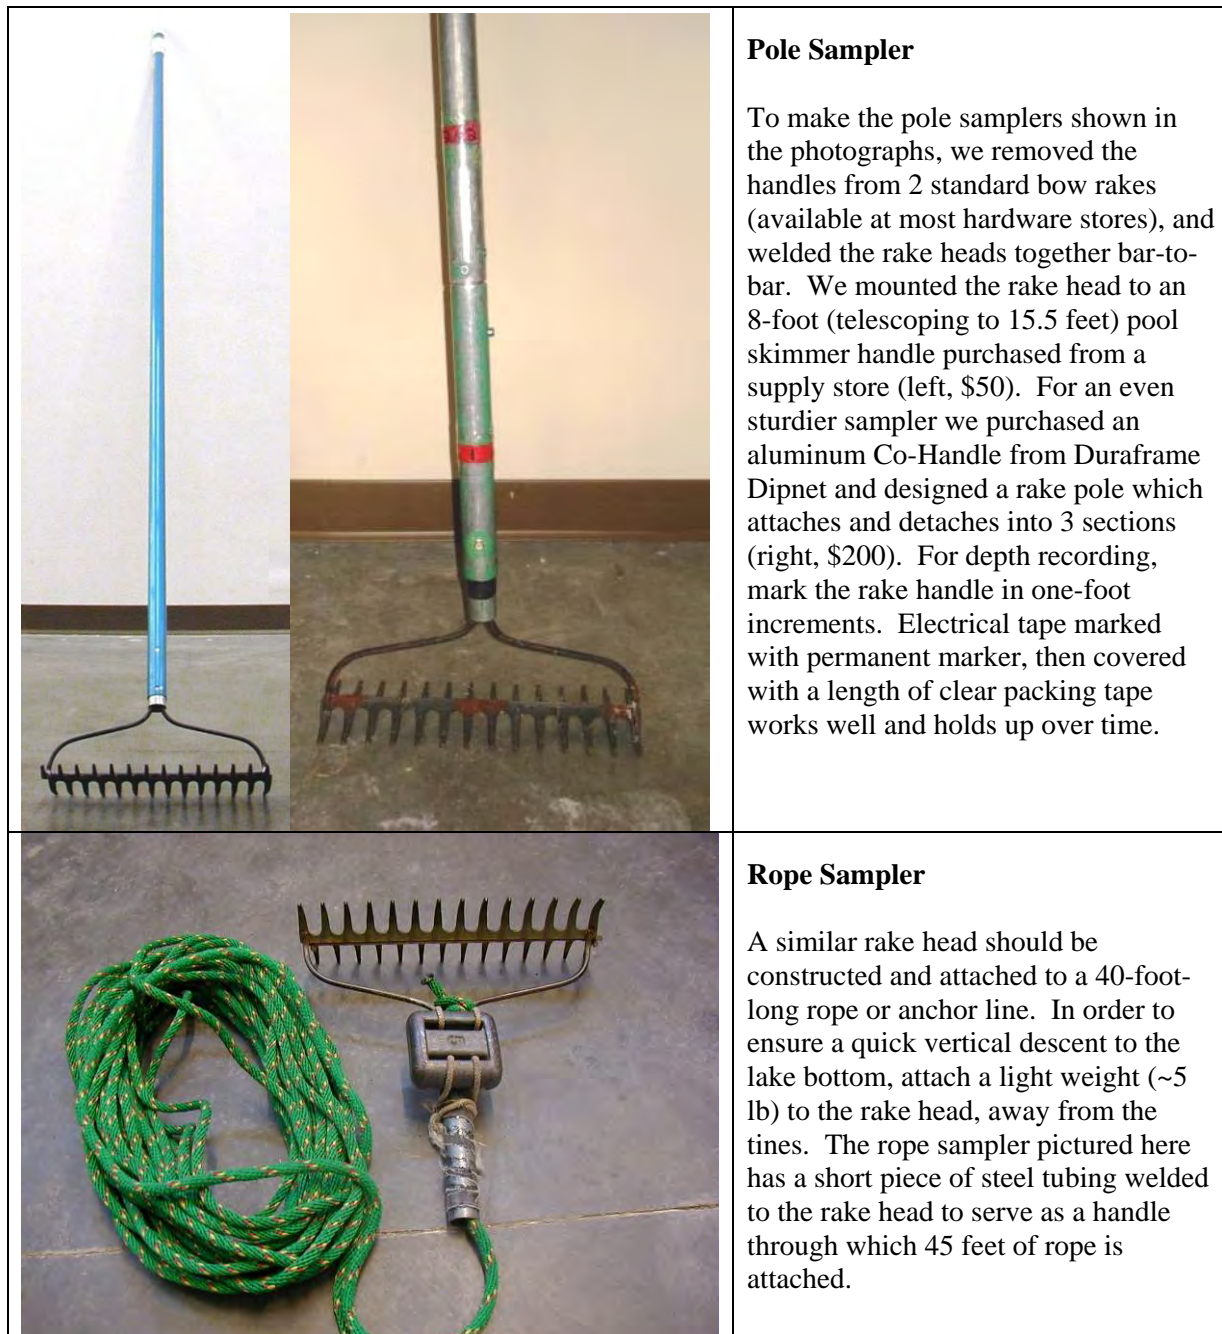 Pole Sampler
To make the pole samplers shown in
the photographs, we removed the
handles from 2 standard bow rakes
(available at most hardware stores), and
welded the rake heads together bar-to-
bar.  We mounted the rake head to an
8-foot (telescoping to 15.5 feet) pool
skimmer handle purchased from a
supply store (left, $50).  For an even
sturdier sampler we purchased an
aluminum Co-Handle from Duraframe
Dipnet and designed a rake pole which
attaches and detaches into 3 sections
(right, $200).  For depth recording,
mark the rake handle in one-foot
increments.  Electrical tape marked
with permanent marker, then covered
with a length of clear packing tape
works well and holds up over time.
1
Rope Sampler
A similar rake head should be
constructed and attached to a 40-foot-
long rope or anchor line.  In order to
ensure a quick vertical descent to the
lake bottom, attach a light weight (~5
lb) to the rake head, away from the
tines.  The rope sampler pictured here
has a short piece of steel tubing welded
to the rake head to serve as a handle
through which 45 feet of rope is
attached.